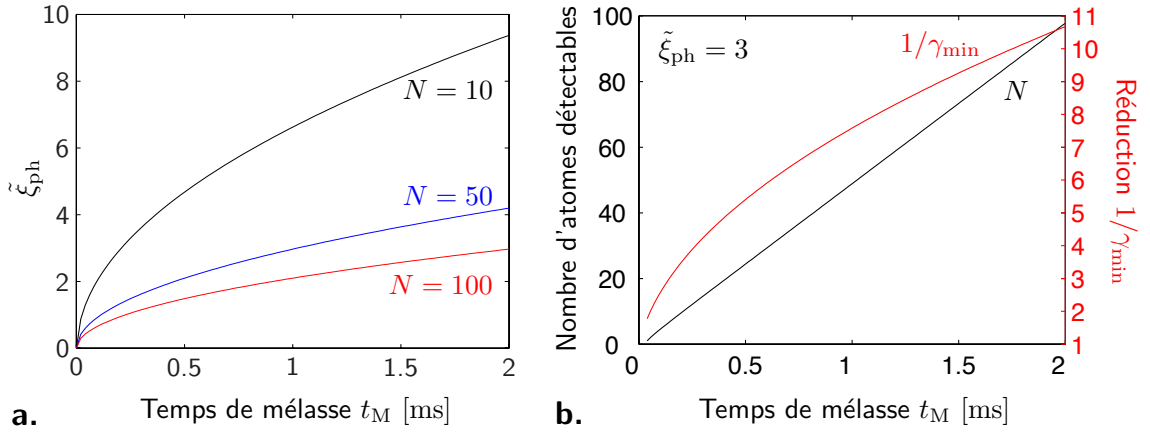 10
8
6
4
2
0
ξ̃ph
N = 10
N = 50
N = 100
0
0.5
1
1.5
2
a.
Temps de mélasse tM [ms]
Nombre d'atomes détectables
100
80
60
40
20
0
ξ̃ph = 3
1/γmin
N
11
10
9
8
7
6
5
4
3
2
1
Réduction 1/γmin
0
0.5
1
1.5
2
b.
Temps de mélasse tM [ms]